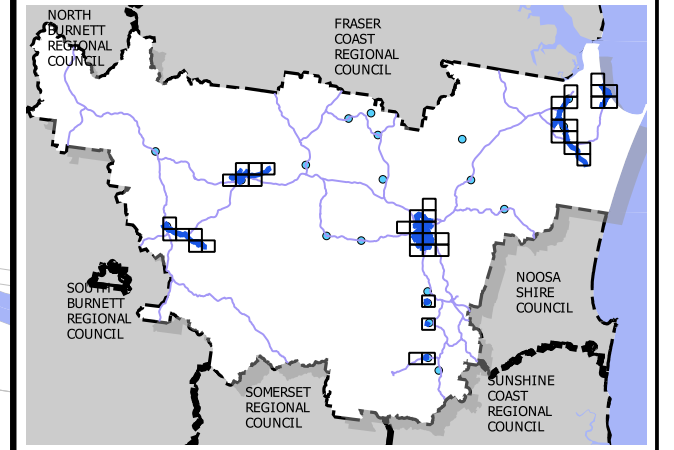 NORTH
BURNETT
REGIONAL
COUNCIL
FRASER
COAST
REGIONAL
COUNCIL
SOUTH
BURNETT
REGIONAL
COUNCIL
NOOSA
SHIRE
COUNCIL
SOMERSET
REGIONAL
COUNCIL
SUNSHINE
COAST
REGIONAL
COUNCIL